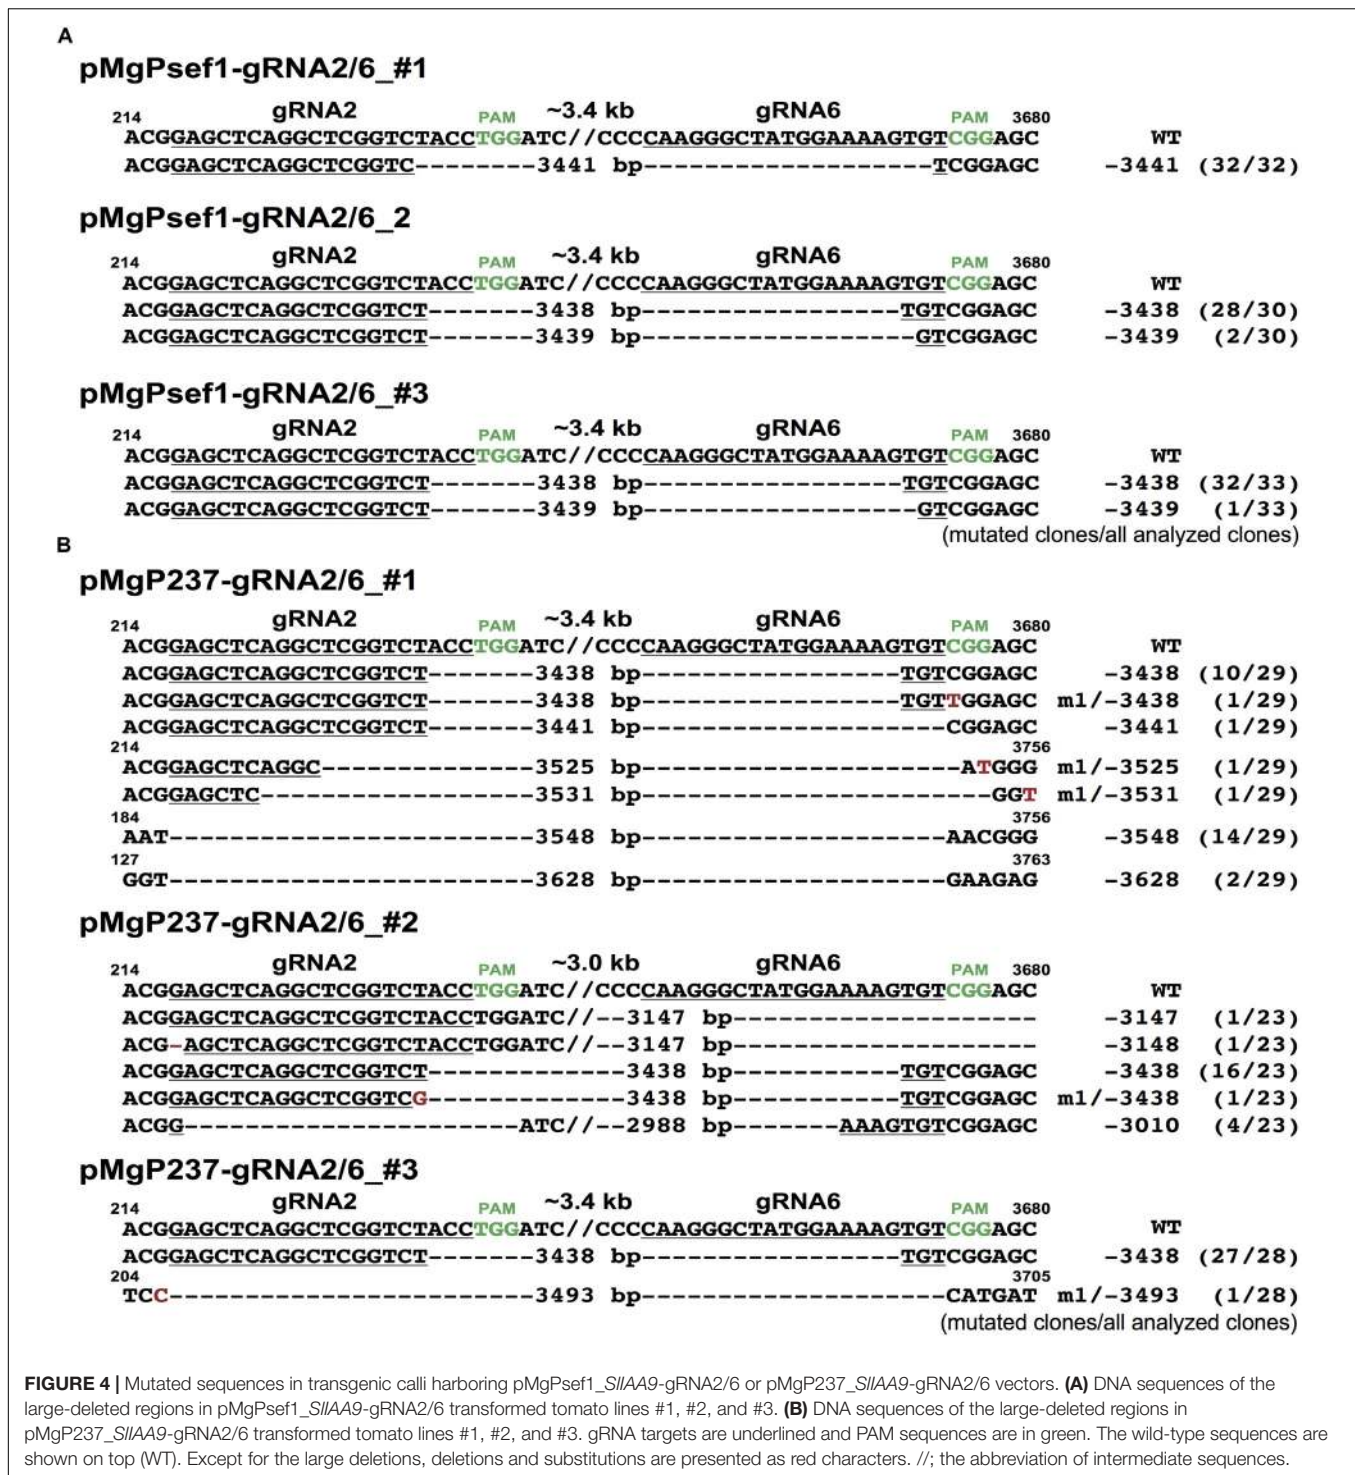 A
pMgPsef1-gRNA2/6_#1
214 gRNA2 PAM ~3.4 kb gRNA6 PAM 3680
ACGGAGCTCAGGCTCGGTCTACCTGGATC//CCCCAAGGGCTATGGAAAAGTGTCGGAGC WT
ACGGAGCTCAGGCTCGGTC--------3441 bp-------------------TCGGAGC -3441 (32/32)
pMgPsef1-gRNA2/6_2
214 gRNA2 PAM ~3.4 kb gRNA6 PAM 3680
ACGGAGCTCAGGCTCGGTCTACCTGGATC//CCCCAAGGGCTATGGAAAAGTGTCGGAGC WT
ACGGAGCTCAGGCTCGGTCT-------3438 bp-----------------TGTCGGAGC -3438 (28/30)
ACGGAGCTCAGGCTCGGTCT-------3439 bp------------------GTCGGAGC -3439 (2/30)
pMgPsef1-gRNA2/6_#3
214 gRNA2 PAM ~3.4 kb gRNA6 PAM 3680
ACGGAGCTCAGGCTCGGTCTACCTGGATC//CCCCAAGGGCTATGGAAAAGTGTCGGAGC WT
ACGGAGCTCAGGCTCGGTCT-------3438 bp-----------------TGTCGGAGC -3438 (32/33)
ACGGAGCTCAGGCTCGGTCT-------3439 bp------------------GTCGGAGC -3439 (1/33)
(mutated clones/all analyzed clones)
B
pMgP237-gRNA2/6_#1
214 gRNA2 PAM ~3.4 kb gRNA6 PAM 3680
ACGGAGCTCAGGCTCGGTCTACCTGGATC//CCCCAAGGGCTATGGAAAAGTGTCGGAGC WT
ACGGAGCTCAGGCTCGGTCT-------3438 bp-----------------TGTCGGAGC -3438 (10/29)
ACGGAGCTCAGGCTCGGTCT-------3438 bp-----------------TGTTGGAGC m1/-3438 (1/29)
ACGGAGCTCAGGCTCGGTCT-------3441 bp--------------------CGGAGC -3441 (1/29)
214 3756
ACGGAGCTCAGGC--------------3525 bp---------------------ATGGG m1/-3525 (1/29)
ACGGAGCTC------------------3531 bp-----------------------GGT m1/-3531 (1/29)
184 3756
AAT------------------------3548 bp--------------------AACGGG -3548 (14/29)
127 3763
GGT------------------------3628 bp--------------------GAAGAG -3628 (2/29)
pMgP237-gRNA2/6_#2
214 gRNA2 PAM ~3.0 kb gRNA6 PAM 3680
ACGGAGCTCAGGCTCGGTCTACCTGGATC//CCCCAAGGGCTATGGAAAAGTGTCGGAGC WT
ACGGAGCTCAGGCTCGGTCTACCTGGATC//--3147 bp-------------------- -3147 (1/23)
ACG-AGCTCAGGCTCGGTCTACCTGGATC//--3147 bp-------------------- -3148 (1/23)
ACGGAGCTCAGGCTCGGTCT-------------3438 bp-----------TGTCGGAGC -3438 (16/23)
ACGGAGCTCAGGCTCGGTCG-------------3438 bp-----------TGTCGGAGC m1/-3438 (1/23)
ACGG----------------------ATC//--2988 bp-------AAAGTGTCGGAGC -3010 (4/23)
pMgP237-gRNA2/6_#3
214 gRNA2 PAM ~3.4 kb gRNA6 PAM 3680
ACGGAGCTCAGGCTCGGTCTACCTGGATC//CCCCAAGGGCTATGGAAAAGTGTCGGAGC WT
ACGGAGCTCAGGCTCGGTCT-------3438 bp-----------------TGTCGGAGC -3438 (27/28)
204 3705
TCC------------------------3493 bp--------------------CATGAT m1/-3493 (1/28)
(mutated clones/all analyzed clones)
FIGURE 4 | Mutated sequences in transgenic calli harboring pMgPsef1_SlIAA9-gRNA2/6 or pMgP237_SlIAA9-gRNA2/6 vectors. (A) DNA sequences of the
large-deleted regions in pMgPsef1_SlIAA9-gRNA2/6 transformed tomato lines #1, #2, and #3. (B) DNA sequences of the large-deleted regions in
pMgP237_SlIAA9-gRNA2/6 transformed tomato lines #1, #2, and #3. gRNA targets are underlined and PAM sequences are in green. The wild-type sequences are
shown on top (WT). Except for the large deletions, deletions and substitutions are presented as red characters. //; the abbreviation of intermediate sequences.